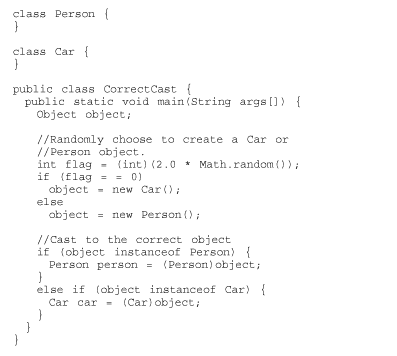 class Person {
}
class Car {
}
public class CorrectCast {
public static void main(String args[]) {
Object object;
//Randomly choose to create a Car or
//Person object.
int flag = (int)(2.0 * Math.random());
if (flag = = 0)
object = new Car();
else
object = new Person();
//Cast to the correct object
if (object instanceof Person) {
Person person = (Person)object;
}
else if (object instanceof Car) {
Car car = (Car)object;
}
}
}